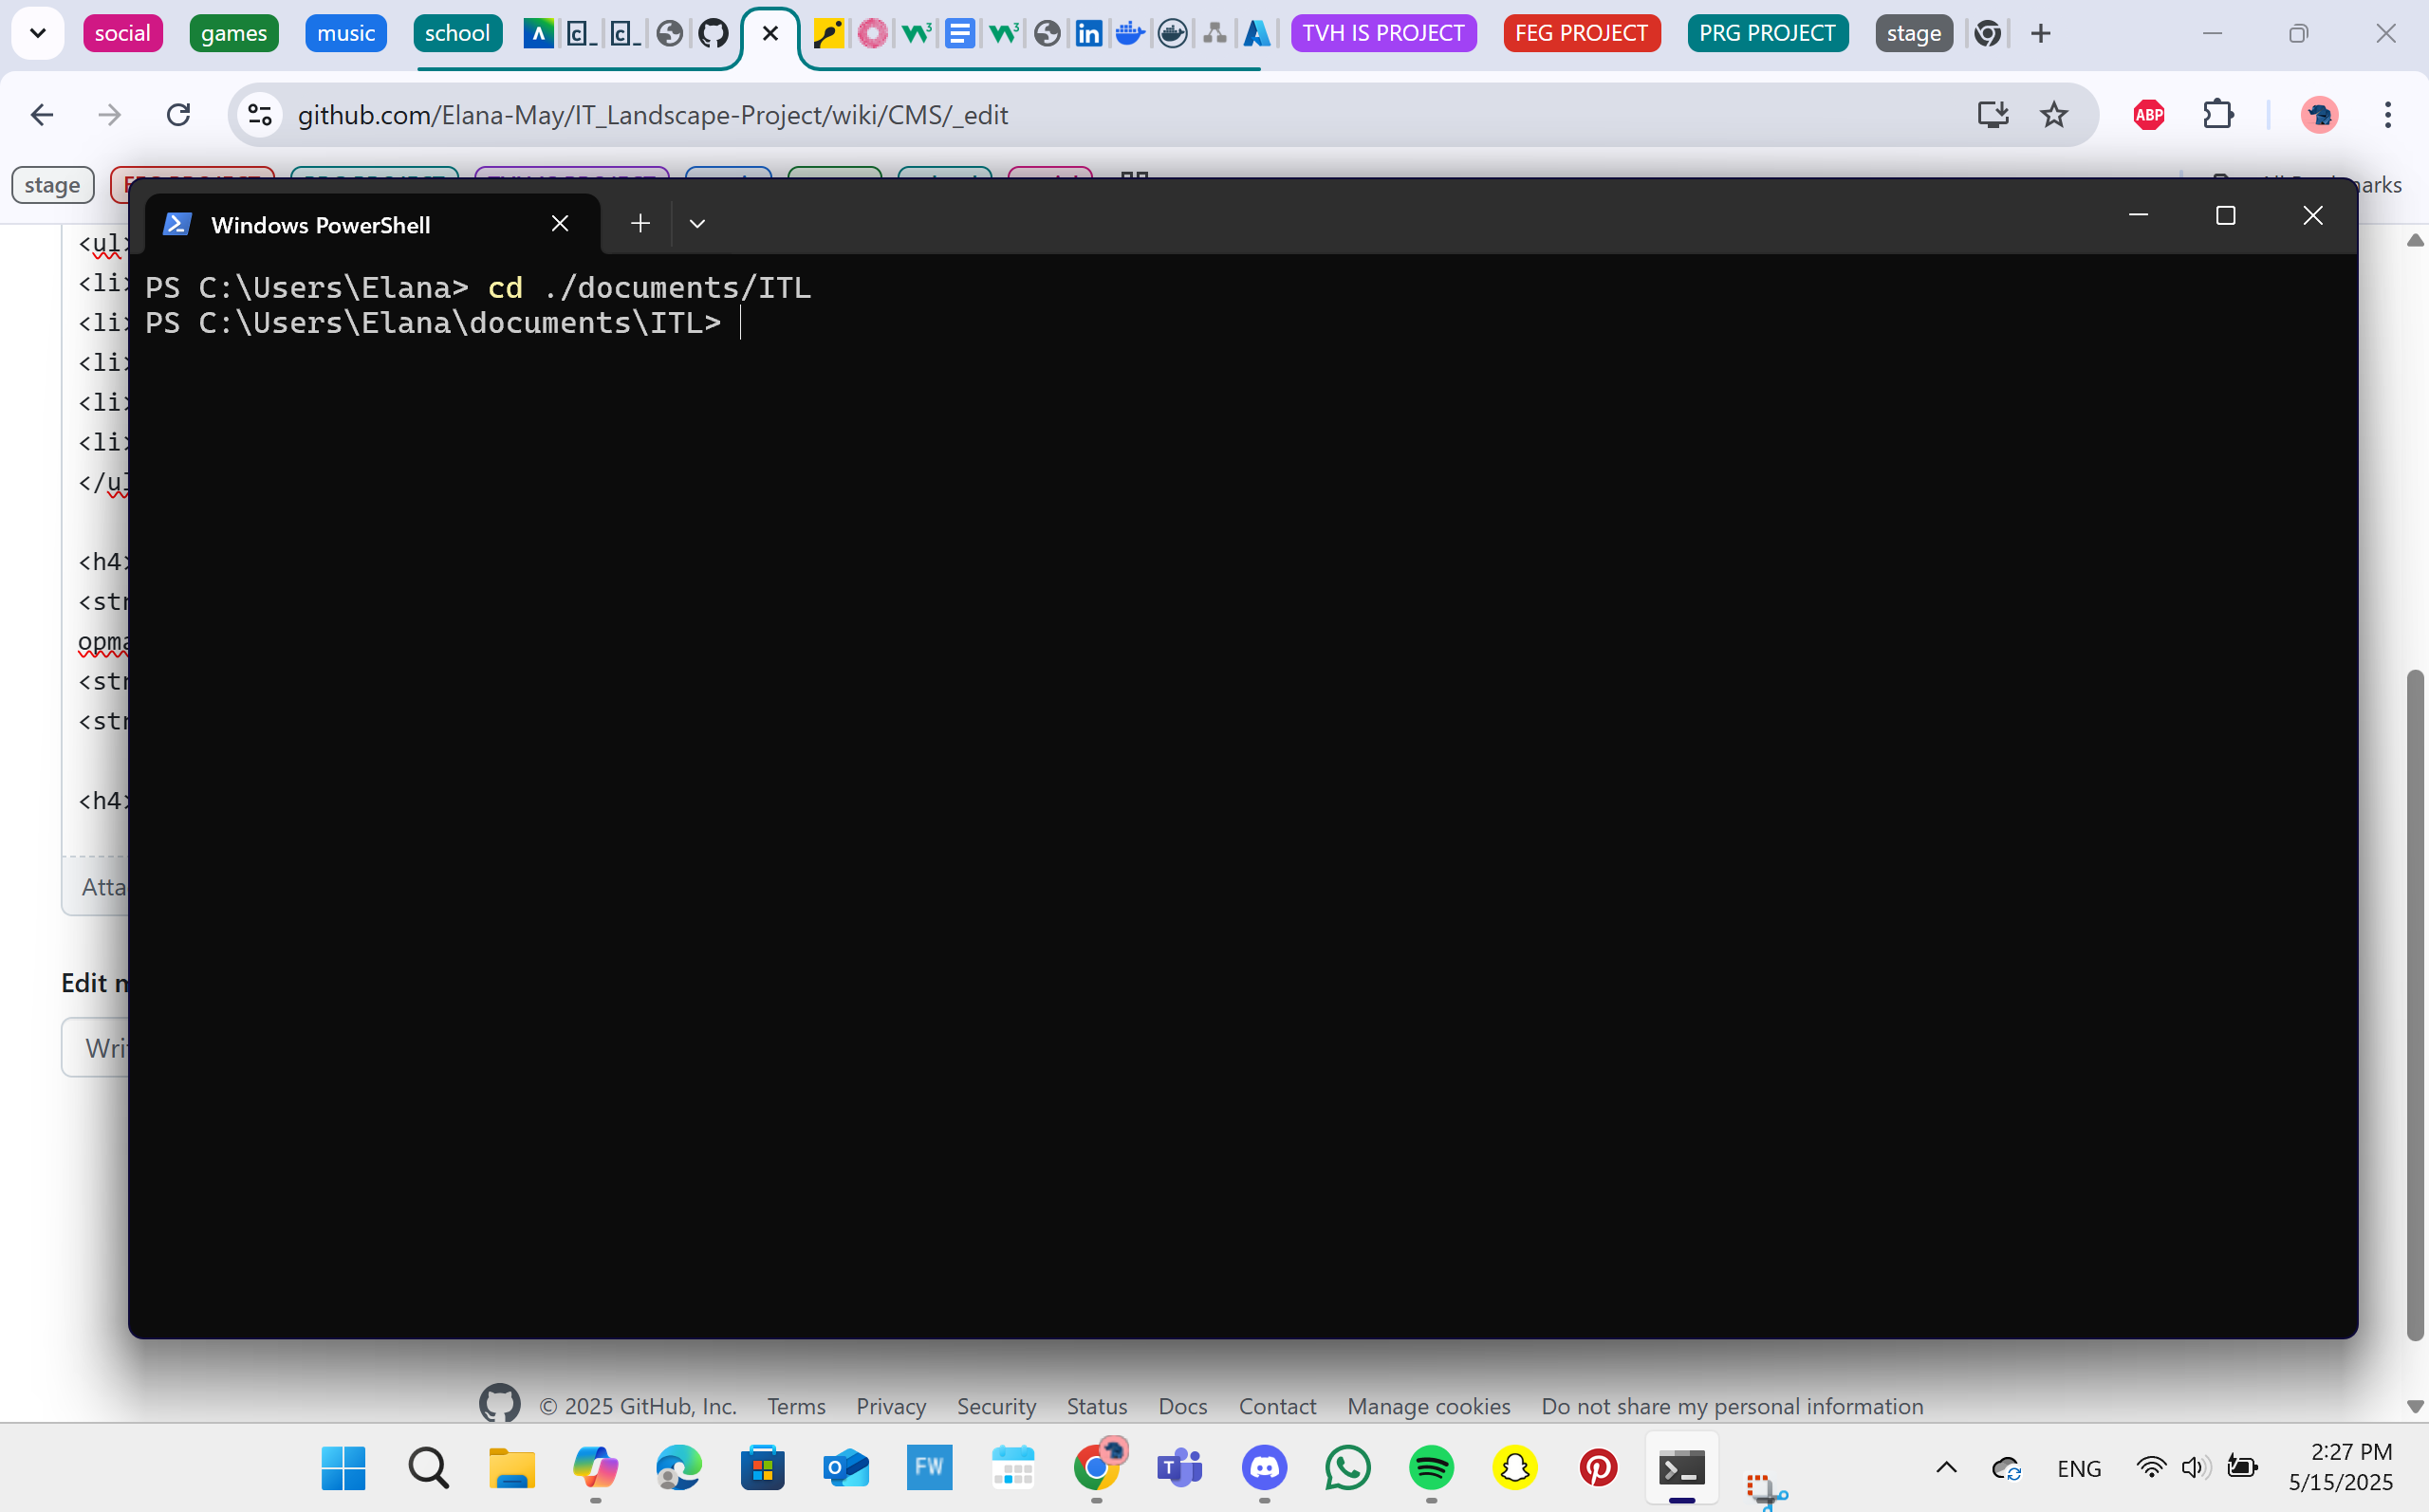 social games music school TVH IS PROJECT FEG PROJECT PRG PROJECT stage
github.com/Elana-May/IT_Landscape-Project/wiki/CMS/_edit
ABP
stage
Windows PowerShell
PS C:\Users\Elana> cd ./documents/ITL
PS C:\Users\Elana\documents\ITL>
<ul>
<li>
<li>
<li>
<li>
<li>
</ul
<h4>
<str
opma
<str
<str
<h4>
Atta
Edit
Wri
© 2025 GitHub, Inc. Terms Privacy Security Status Docs Contact Manage cookies Do not share my personal information
FW
ENG
2:27 PM
5/15/2025